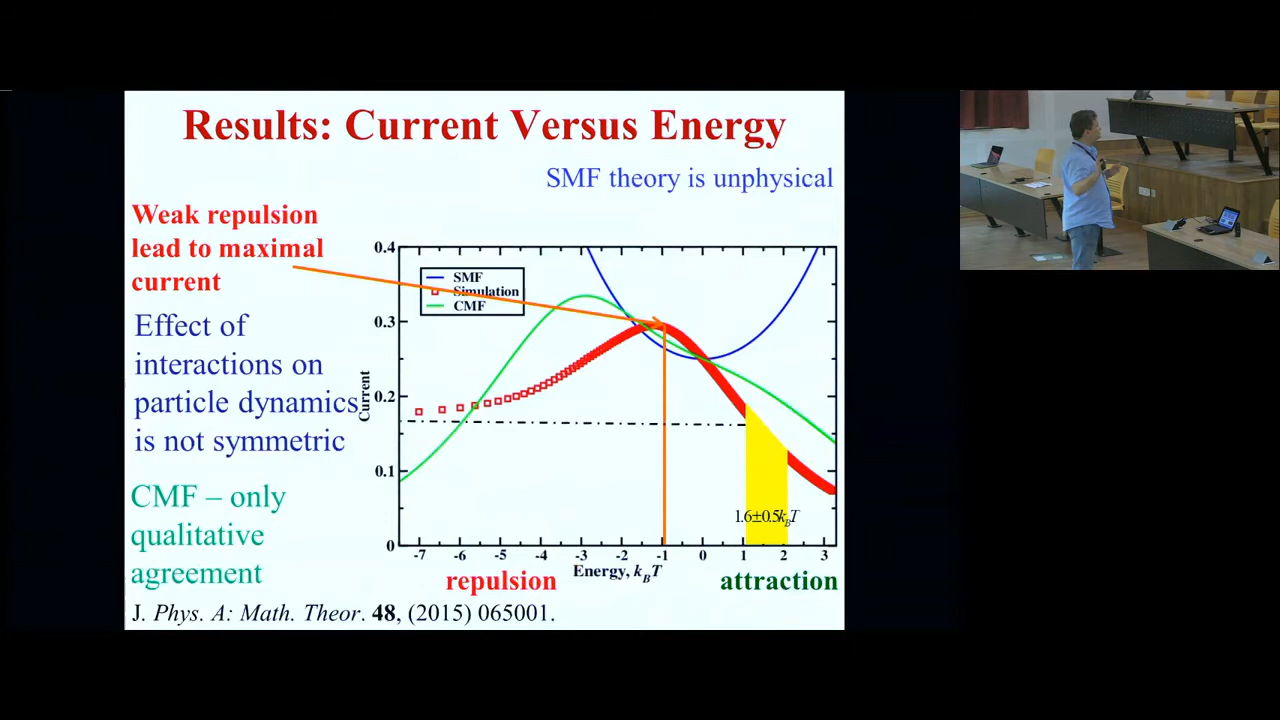 Results: Current Versus Energy
SMF theory is unphysical
Weak repulsion
lead to maximal
current
Effect of
interactions on
particle dynamics
is not symmetric
CMF – only
qualitative
agreement
0.4
0.3
0.2
0.1
0
Current
SMF
Simulation
CMF
1.6±0.5k_BT
-7 -6 -5 -4 -3 -2 -1 0 1 2 3
Energy, k_BT
repulsion
attraction
J. Phys. A: Math. Theor. 48, (2015) 065001.